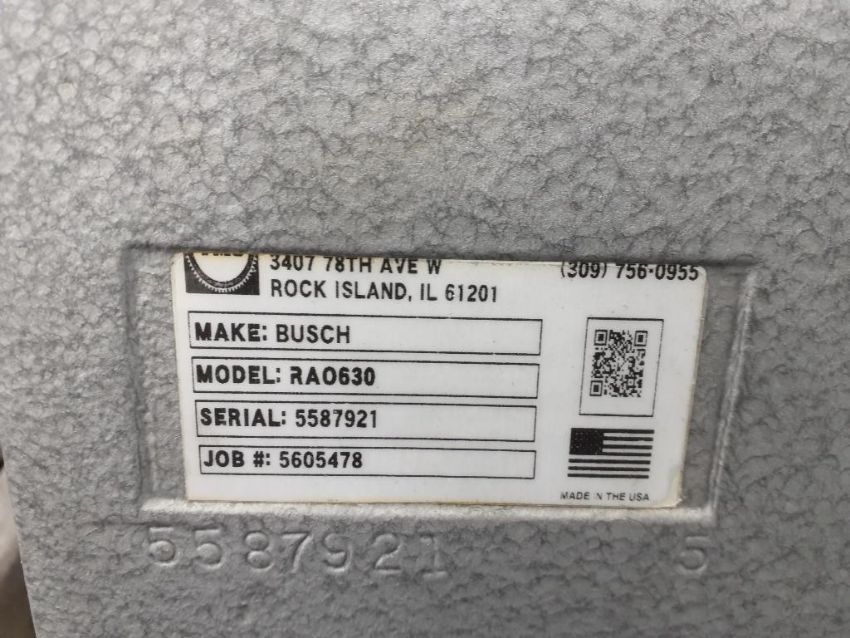 3407 78TH AVE W (309) 756-0955
ROCK ISLAND, IL 61201
MAKE: BUSCH
MODEL: RAO630
SERIAL: 5587921
JOB #: 5605478
MADE IN THE USA
5587921 5